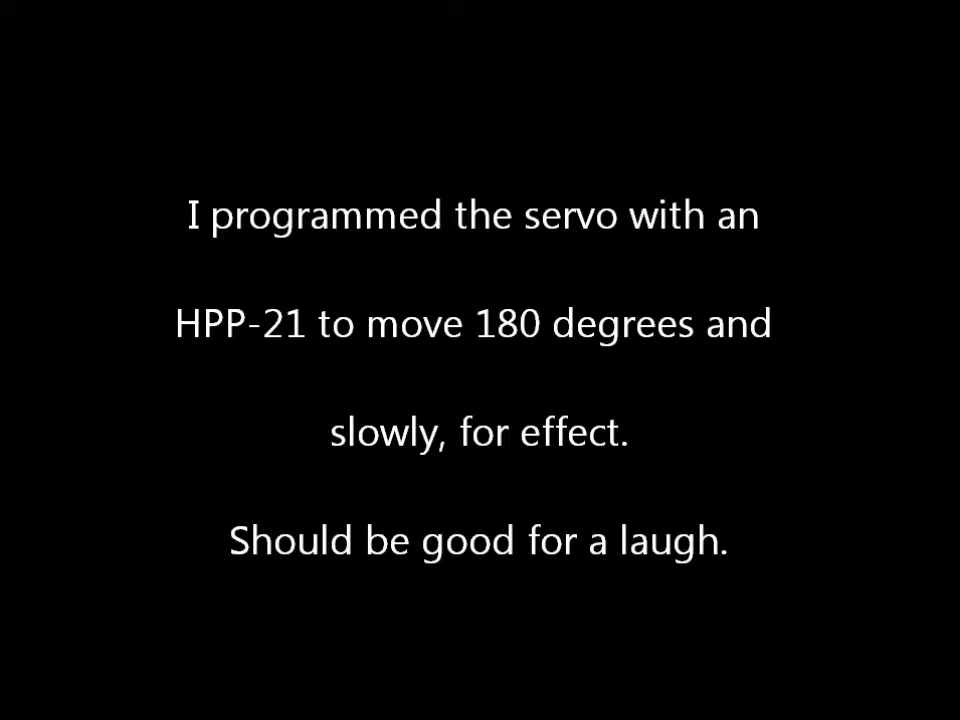 I programmed the servo with an
HPP-21 to move 180 degrees and
slowly, for effect.
Should be good for a laugh.